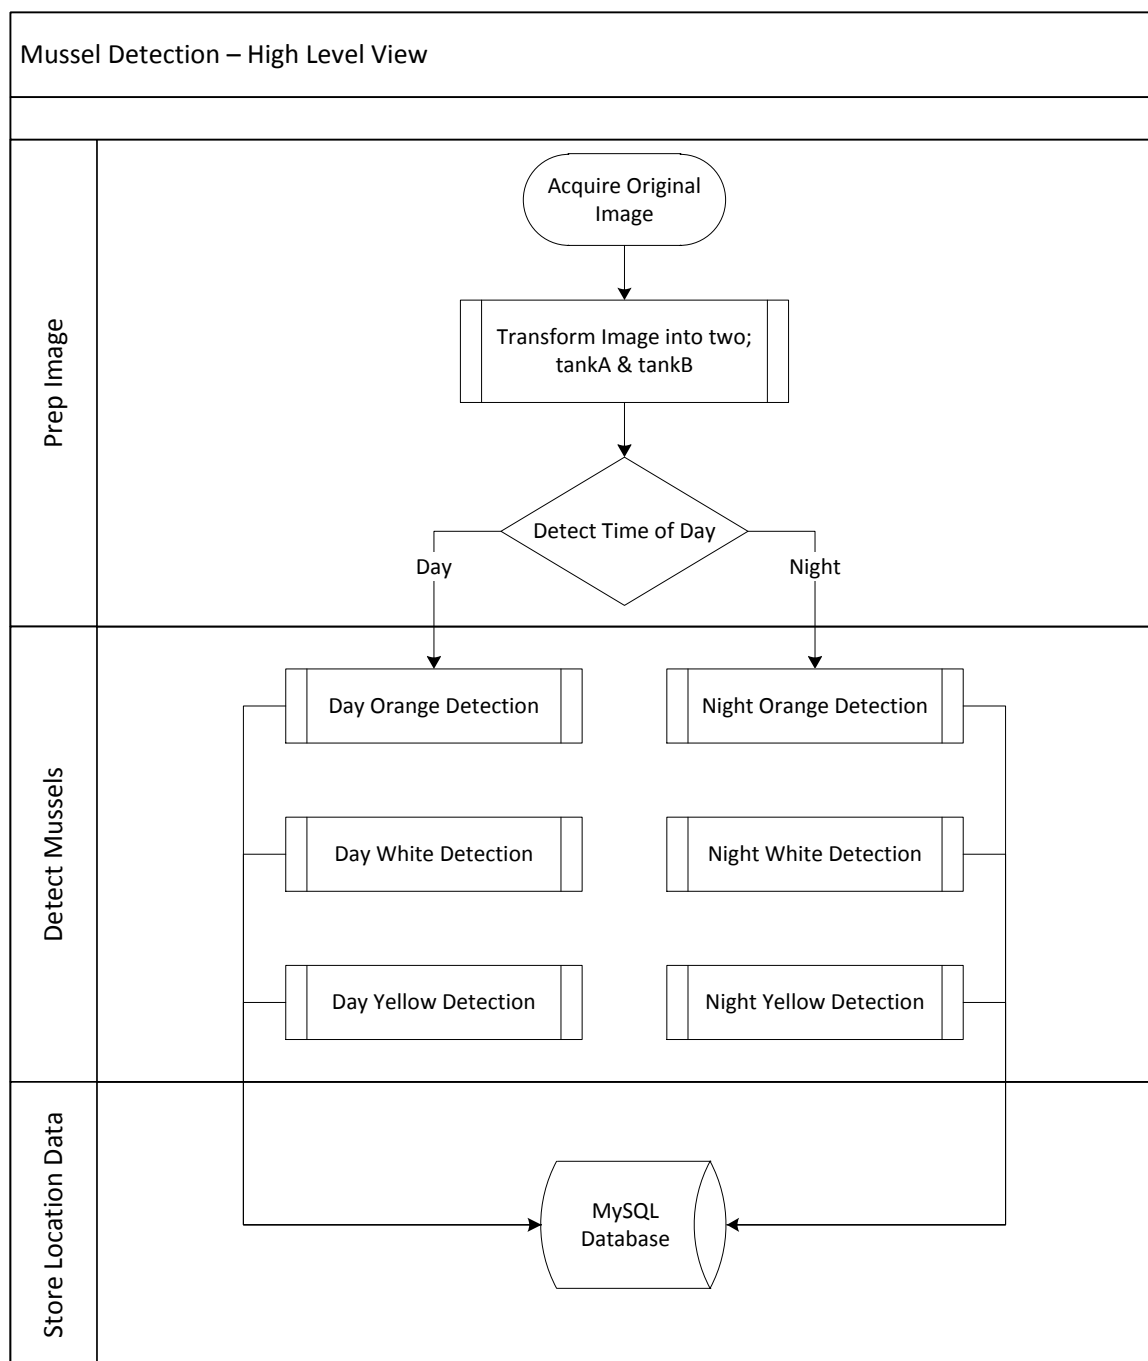 Mussel Detection – High Level View
Prep Image
Acquire Original
Image
Transform Image into two;
tankA & tankB
Detect Time of Day
Day
Night
Detect Mussels
Day Orange Detection
Night Orange Detection
Day White Detection
Night White Detection
Day Yellow Detection
Night Yellow Detection
Store Location Data
MySQL
Database